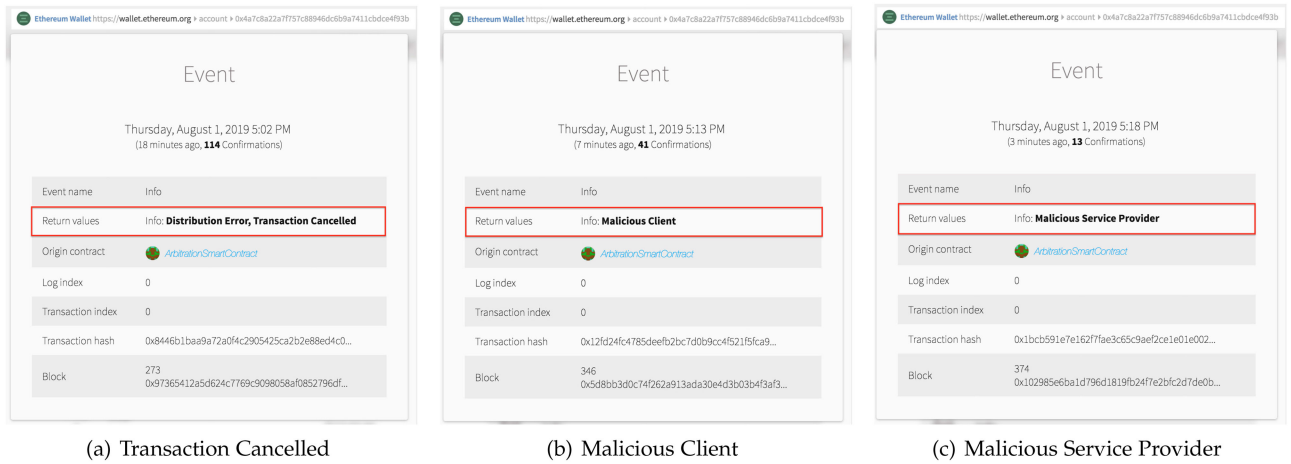 Ethereum Wallet https://wallet.ethereum.org ▸ account ▸ 0x4a7c8a22a7f757c88946dc6b9a7411cbdce4f93b
Event
Thursday, August 1, 2019 5:02 PM
(18 minutes ago, 114 Confirmations)
Event name Info
Return values Info: Distribution Error, Transaction Cancelled
Origin contract ArbitrationSmartContract
Log index 0
Transaction index 0
Transaction hash 0x8446b1baa9a72a0f4c2905425ca2b2e88ed4c0...
Block 273
0x97365412a5d624c7769c9098058af0852796df...
(a) Transaction Cancelled
Ethereum Wallet https://wallet.ethereum.org ▸ account ▸ 0x4a7c8a22a7f757c88946dc6b9a7411cbdce4f93b
Event
Thursday, August 1, 2019 5:13 PM
(7 minutes ago, 41 Confirmations)
Event name Info
Return values Info: Malicious Client
Origin contract ArbitrationSmartContract
Log index 0
Transaction index 0
Transaction hash 0x12fd24fc4785deefb2bc7d0b9cc4f521f5fca9...
Block 346
0x5d8bb3d0c74f262a913ada30e4d3b03b4f3af3...
(b) Malicious Client
Ethereum Wallet https://wallet.ethereum.org ▸ account ▸ 0x4a7c8a22a7f757c88946dc6b9a7411cbdce4f93b
Event
Thursday, August 1, 2019 5:18 PM
(3 minutes ago, 13 Confirmations)
Event name Info
Return values Info: Malicious Service Provider
Origin contract ArbitrationSmartContract
Log index 0
Transaction index 0
Transaction hash 0x1bcb591e7e162f7fae3c65c9aef2ce1e01e002...
Block 374
0x102985e6ba1d796d1819fb24f7e2bfc2d7de0b...
(c) Malicious Service Provider